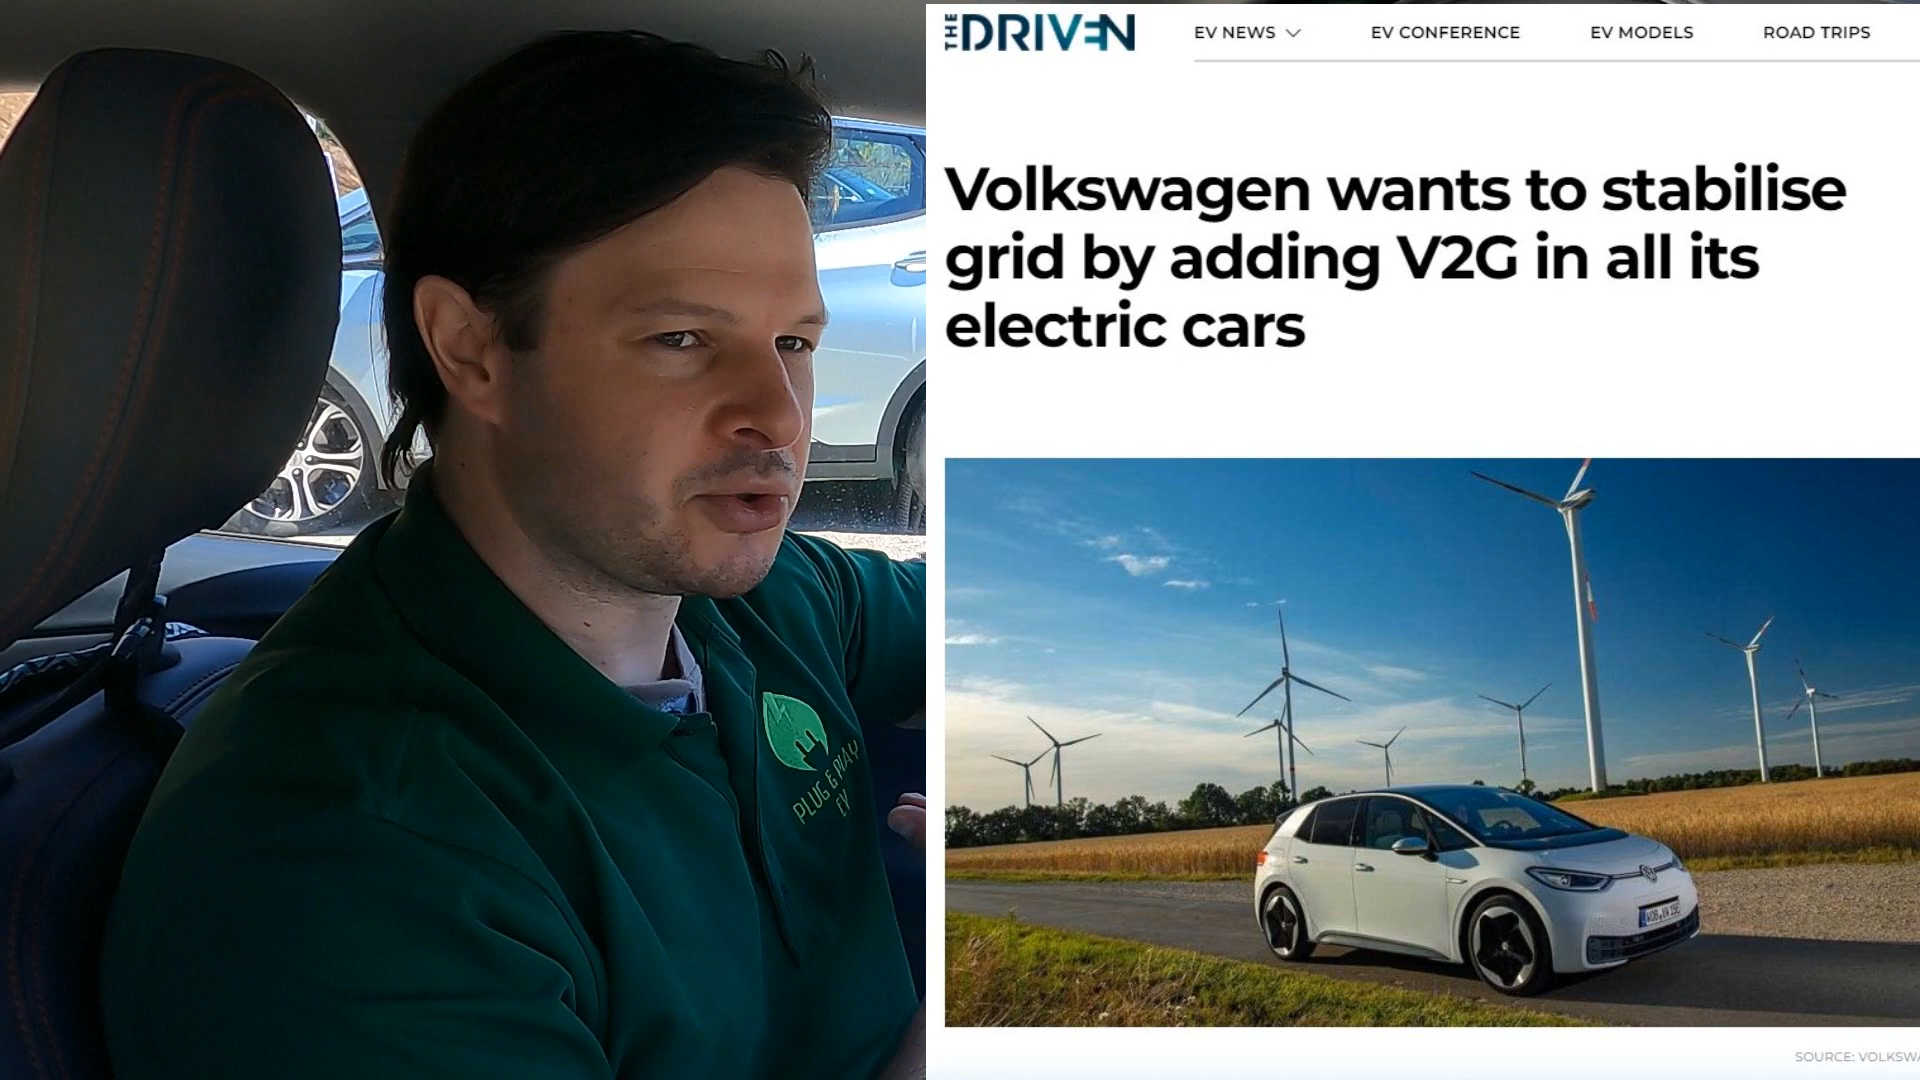 THE DRIVEN
EV NEWS
EV CONFERENCE
EV MODELS
ROAD TRIPS
Volkswagen wants to stabilise
grid by adding V2G in all its
electric cars
PLUG & PLAY
EV
SOURCE: VOLKSWA